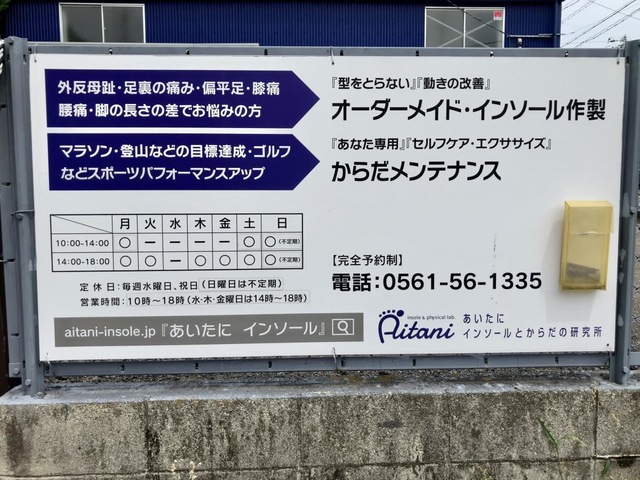 外反母趾・足裏の痛み・偏平足・膝痛
腰痛・脚の長さの差でお悩みの方
『型をとらない』『動きの改善』
オーダーメイド・インソール作製
マラソン・登山などの目標達成・ゴルフ
などスポーツパフォーマンスアップ
『あなた専用』『セルフケア・エクササイズ』
からだメンテナンス
月 火 水 木 金 土 日
10:00-14:00 ○ ー ー ー ー ○ ○(不定期)
14:00-18:00 ○ ー ー ○ ○ ○ ○(不定期)
定休日:毎週水曜日、祝日(日曜日は不定期)
営業時間:10時～18時(水・木・金曜日は14時～18時)
【完全予約制】
電話:0561-56-1335
aitani-insole.jp『あいたに インソール』
insole & physical lab.
Aitani
あいたに
インソールとからだの研究所